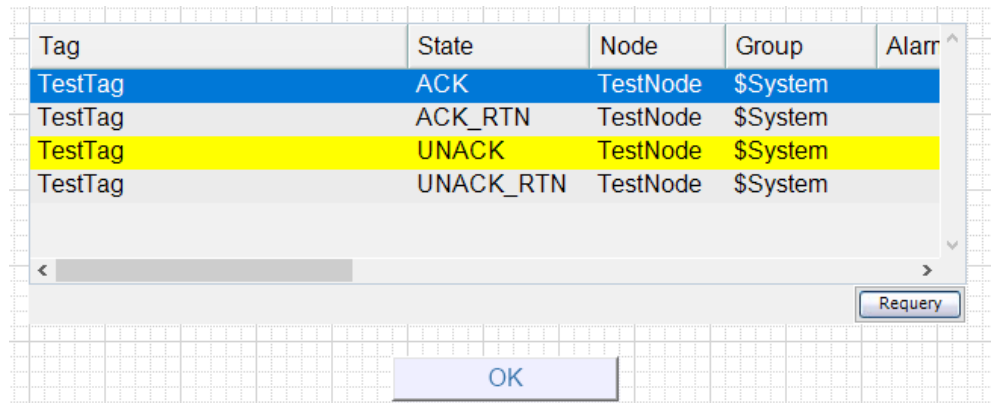 Tag State Node Group Alarr
TestTag ACK TestNode $System
TestTag ACK_RTN TestNode $System
TestTag UNACK TestNode $System
TestTag UNACK_RTN TestNode $System
Requery
OK